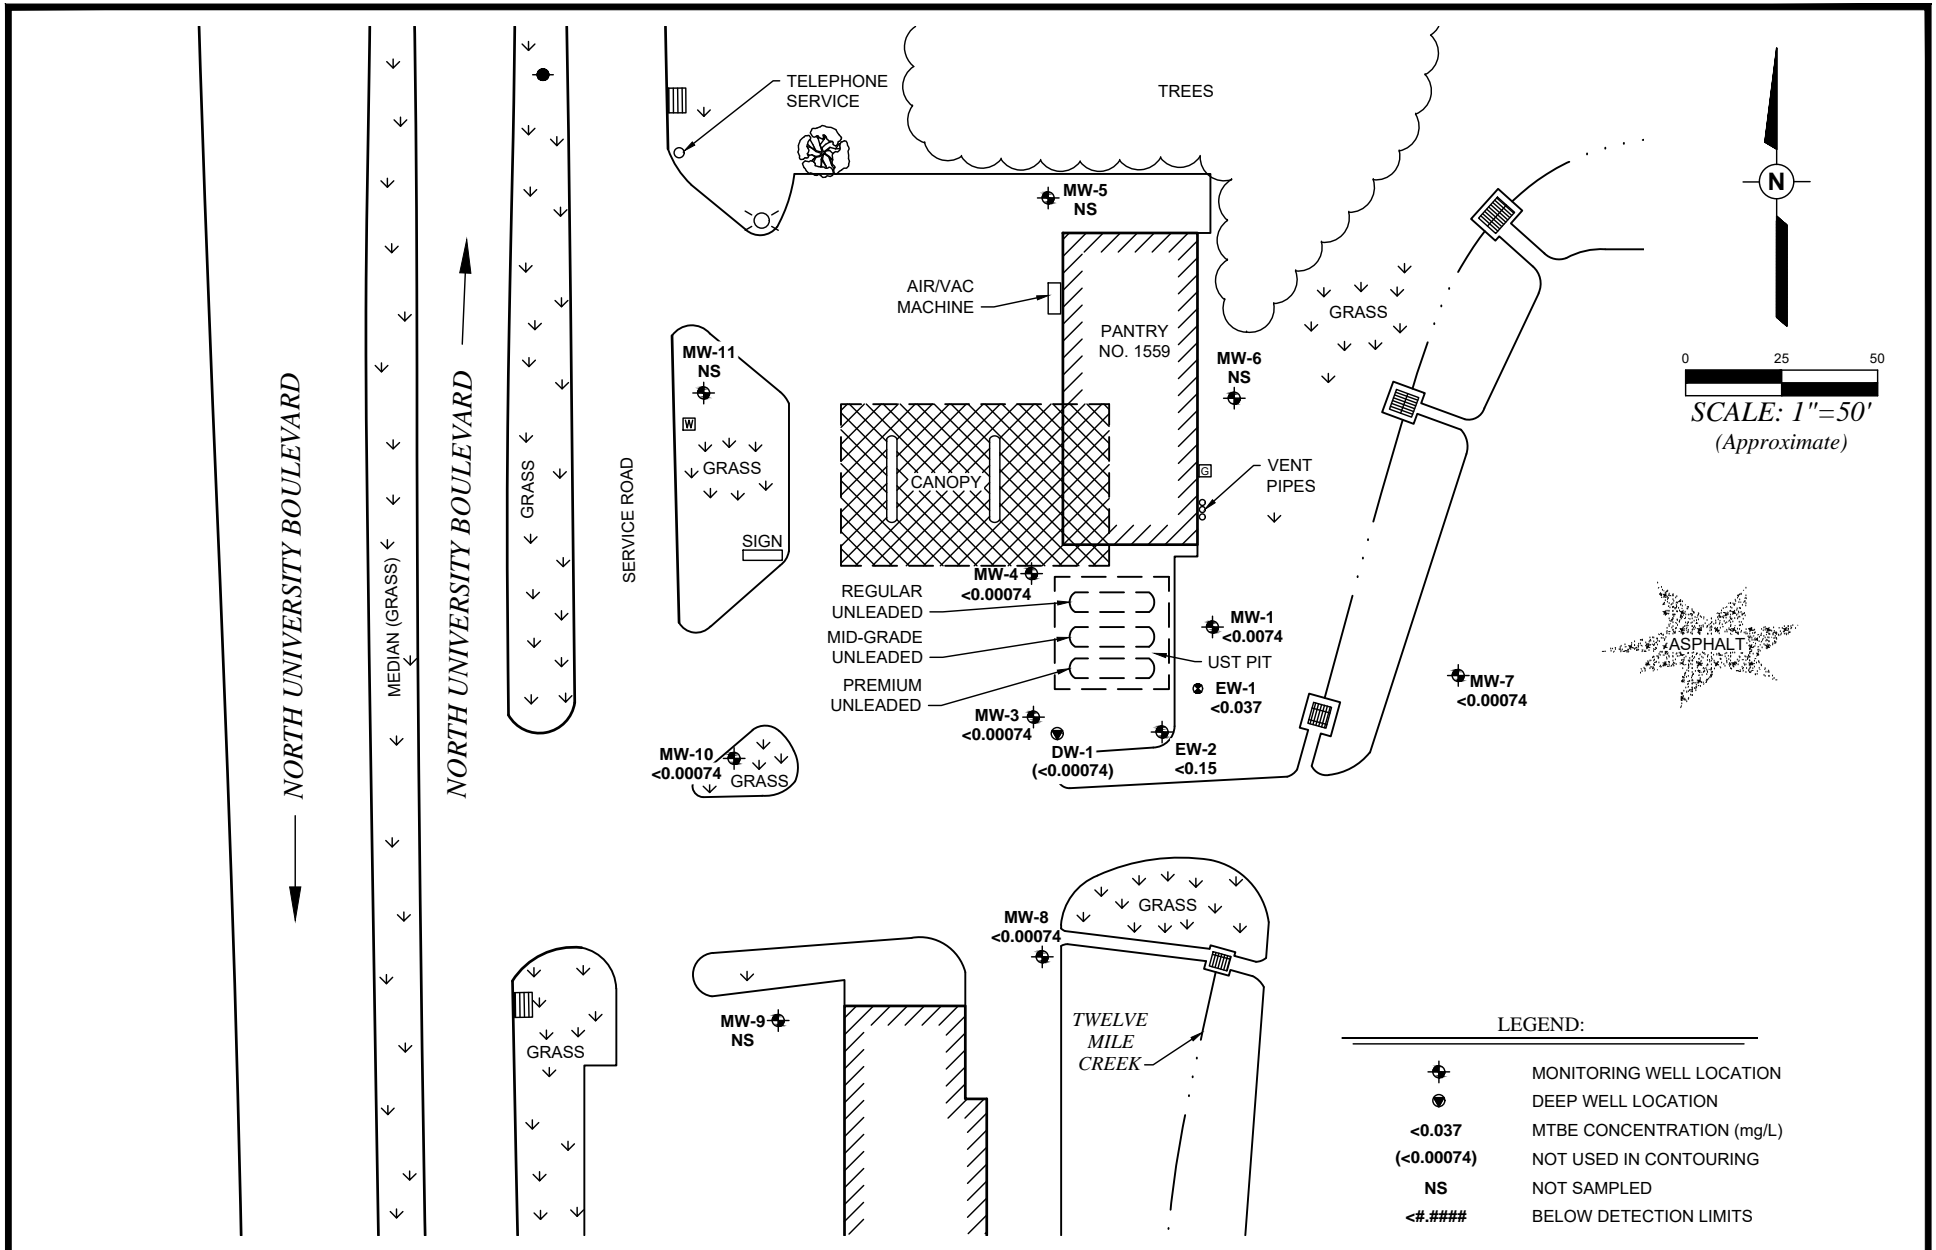 TELEPHONE
SERVICE
TREES
N
MW-5
NS
AIR/VAC
MACHINE
PANTRY
NO. 1559
GRASS
0 25 50
SCALE: 1"=50'
(Approximate)
MW-11
NS
W
GRASS
SIGN
MW-6
NS
CANOPY
G
VENT
PIPES
NORTH UNIVERSITY BOULEVARD
MEDIAN (GRASS)
NORTH UNIVERSITY BOULEVARD
GRASS
SERVICE ROAD
MW-4
<0.00074
REGULAR
UNLEADED
MID-GRADE
UNLEADED
PREMIUM
UNLEADED
MW-1
<0.0074
UST PIT
EW-1
<0.037
MW-7
<0.00074
ASPHALT
MW-3
<0.00074
DW-1
(<0.00074)
EW-2
<0.15
MW-10
<0.00074
GRASS
GRASS
MW-8
<0.00074
MW-9
NS
GRASS
TWELVE
MILE
CREEK
LEGEND:
MONITORING WELL LOCATION
DEEP WELL LOCATION
<0.037 MTBE CONCENTRATION (mg/L)
(<0.00074) NOT USED IN CONTOURING
NS NOT SAMPLED
<#.#### BELOW DETECTION LIMITS